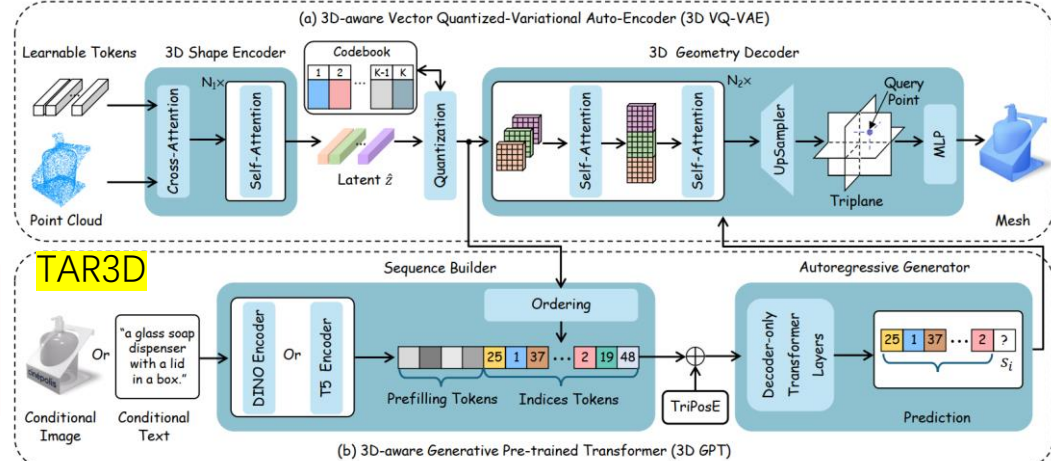 (a) 3D-aware Vector Quantized-Variational Auto-Encoder (3D VQ-VAE)
Learnable Tokens
3D Shape Encoder
Codebook
3D Geometry Decoder
N₁×
1 2 ... K-1 K
N₂×
Query
Point
Cross-Attention
Self-Attention
Latent ẑ
Quantization
Self-Attention
Self-Attention
UpSampler
MLP
Point Cloud
Triplane
Mesh
TAR3D
Sequence Builder
Autoregressive Generator
Ordering
Or
"a glass soap
dispenser
with a lid
in a box."
DINO Encoder
Or
T5 Encoder
25 1 37 ... 2 19 48
Decoder-only
Transformer
Layers
25 1 37 ... 2 ?
Sᵢ
Prefilling Tokens
Indices Tokens
TriPosE
Prediction
Conditional
Image
Conditional
Text
(b) 3D-aware Generative Pre-trained Transformer (3D GPT)